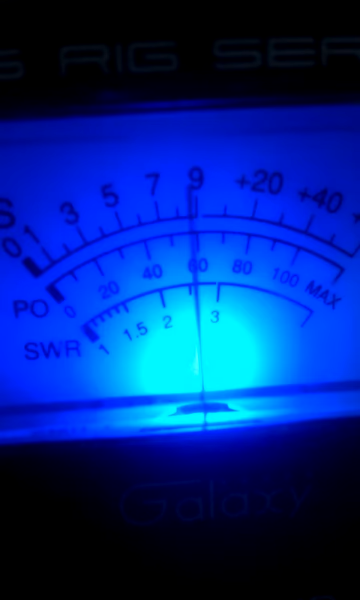 S RIG SER
S 0 1 3 5 7 9 +20 +40 +
PO 0 20 40 60 80 100 MAX
SWR 1 1.5 2 3
Galaxy